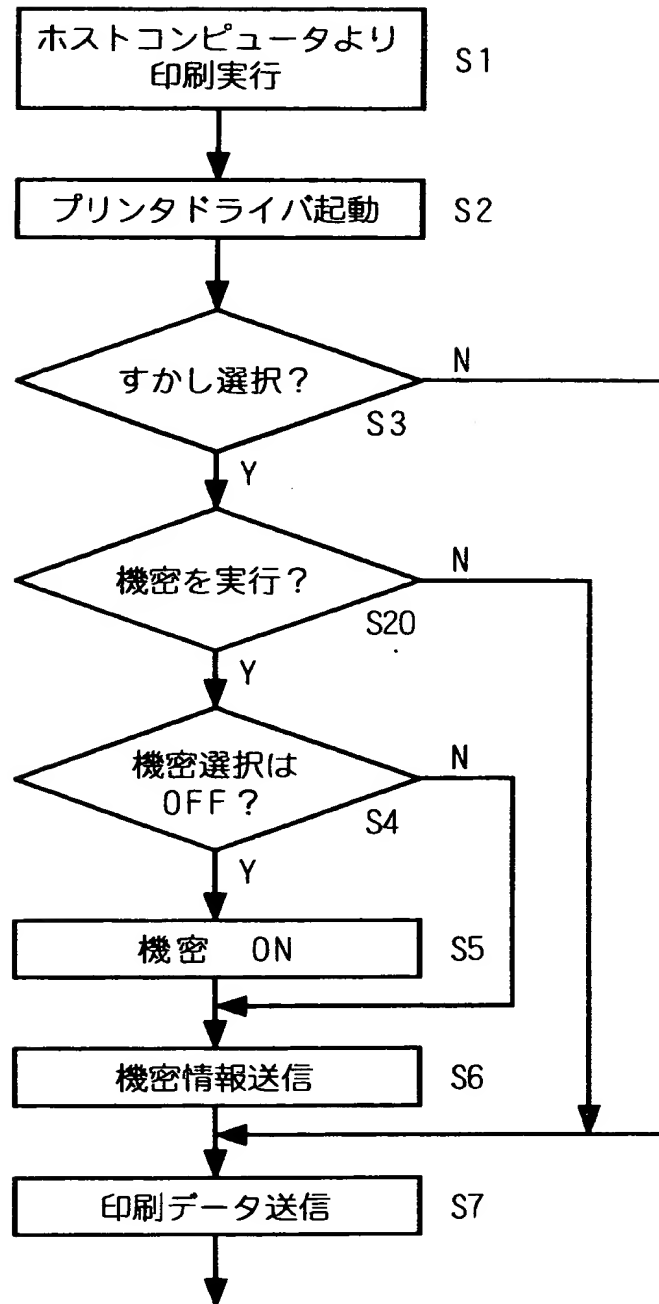 ホストコンピュータより
印刷実行
S1
プリンタドライバ起動
S2
すかし選択?
N
S3
Y
機密を実行?
N
S20
Y
機密選択は
OFF?
N
S4
Y
機密 ON
S5
機密情報送信
S6
印刷データ送信
S7